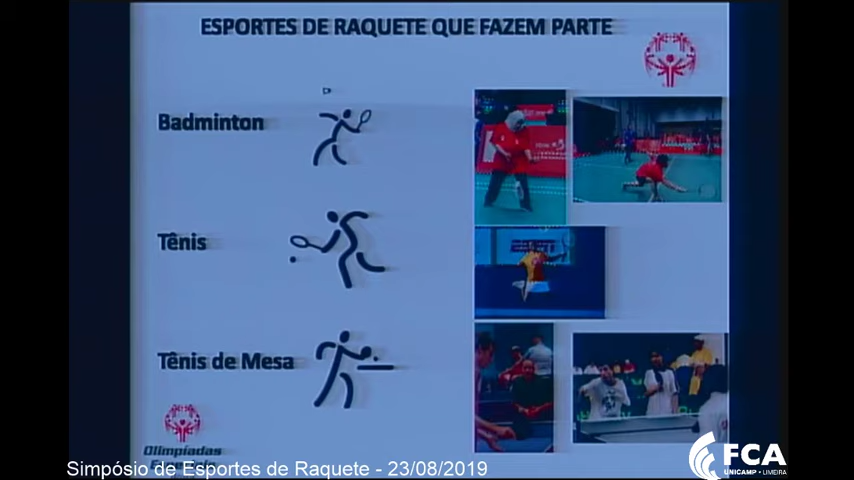 ESPORTES DE RAQUETE QUE FAZEM PARTE
Badminton
Tênis
Tênis de Mesa
Olimpíadas
Simpósio de Esportes de Raquete - 23/08/2019
FCA
UNICAMP • LIMEIRA